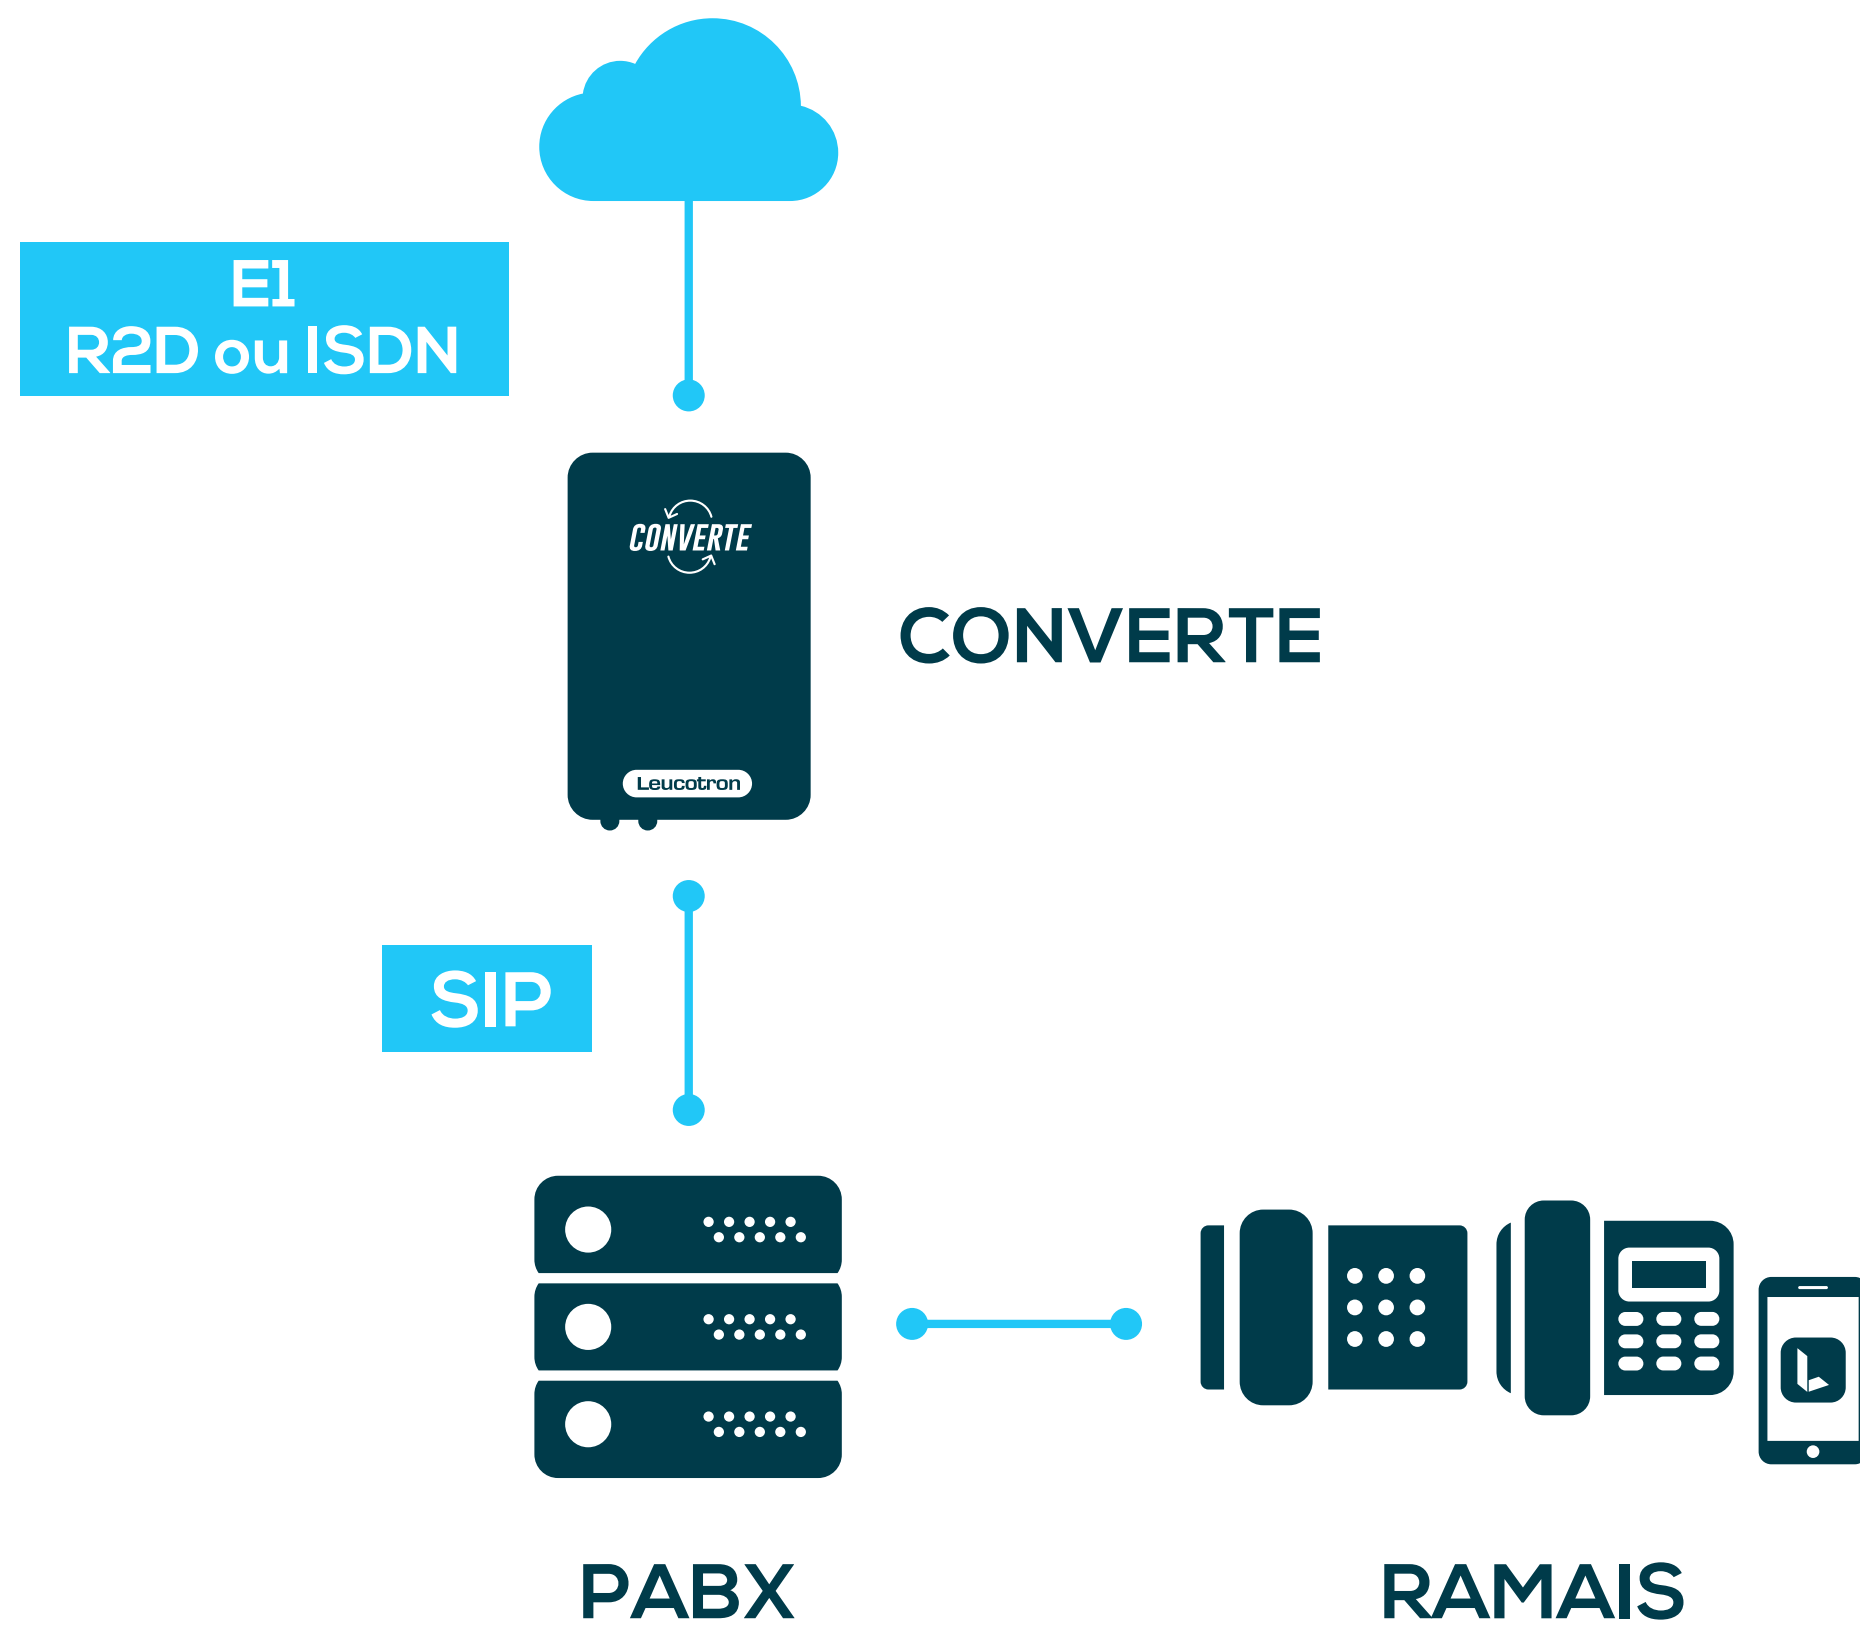 E1
R2D ou ISDN
CONVERTE
CONVERTE
Leucotron
SIP
PABX
RAMAIS